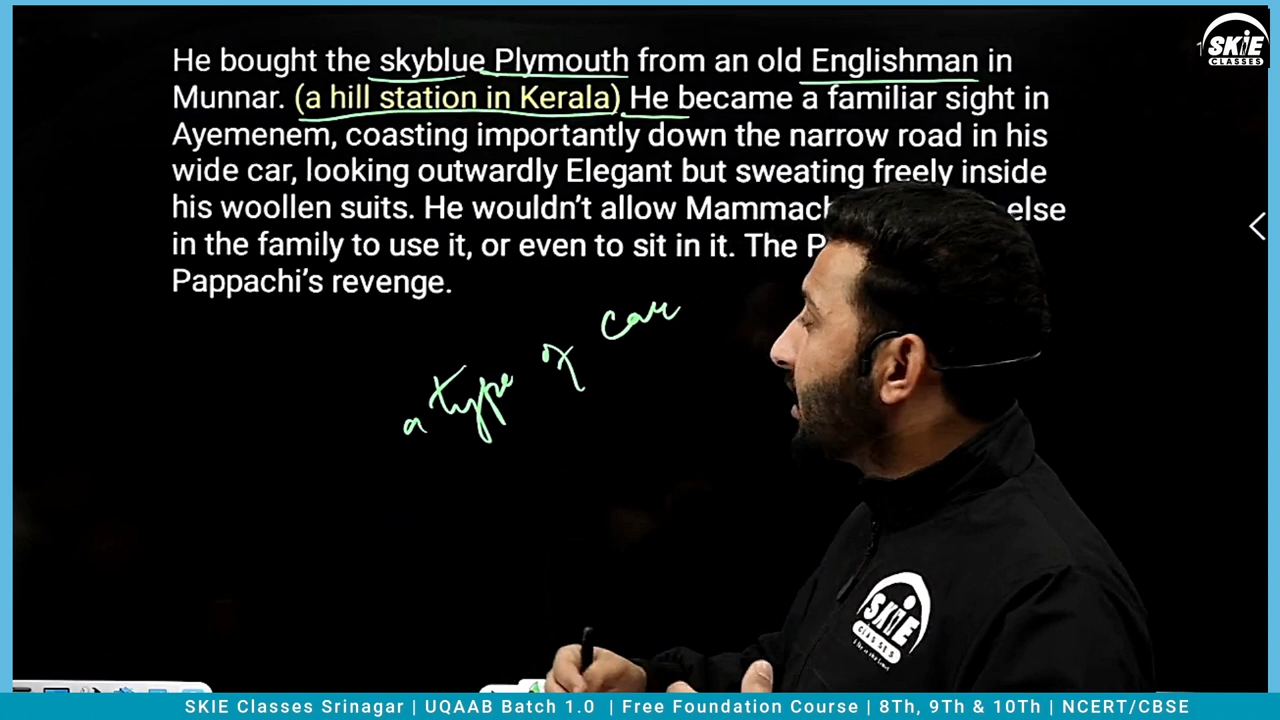 He bought the skyblue Plymouth from an old Englishman in
Munnar. (a hill station in Kerala) He became a familiar sight in
Ayemenem, coasting importantly down the narrow road in his
wide car, looking outwardly Elegant but sweating freely inside
his woollen suits. He wouldn't allow else
in the family to use it, or even to sit in it. The
Pappachi's revenge.
a type of car
SKIE
CLASSES
SKIE
CLASSES
SKIE Classes Srinagar | UQAAB Batch 1.0 | Free Foundation Course | 8Th, 9Th & 10Th | NCERT/CBSE